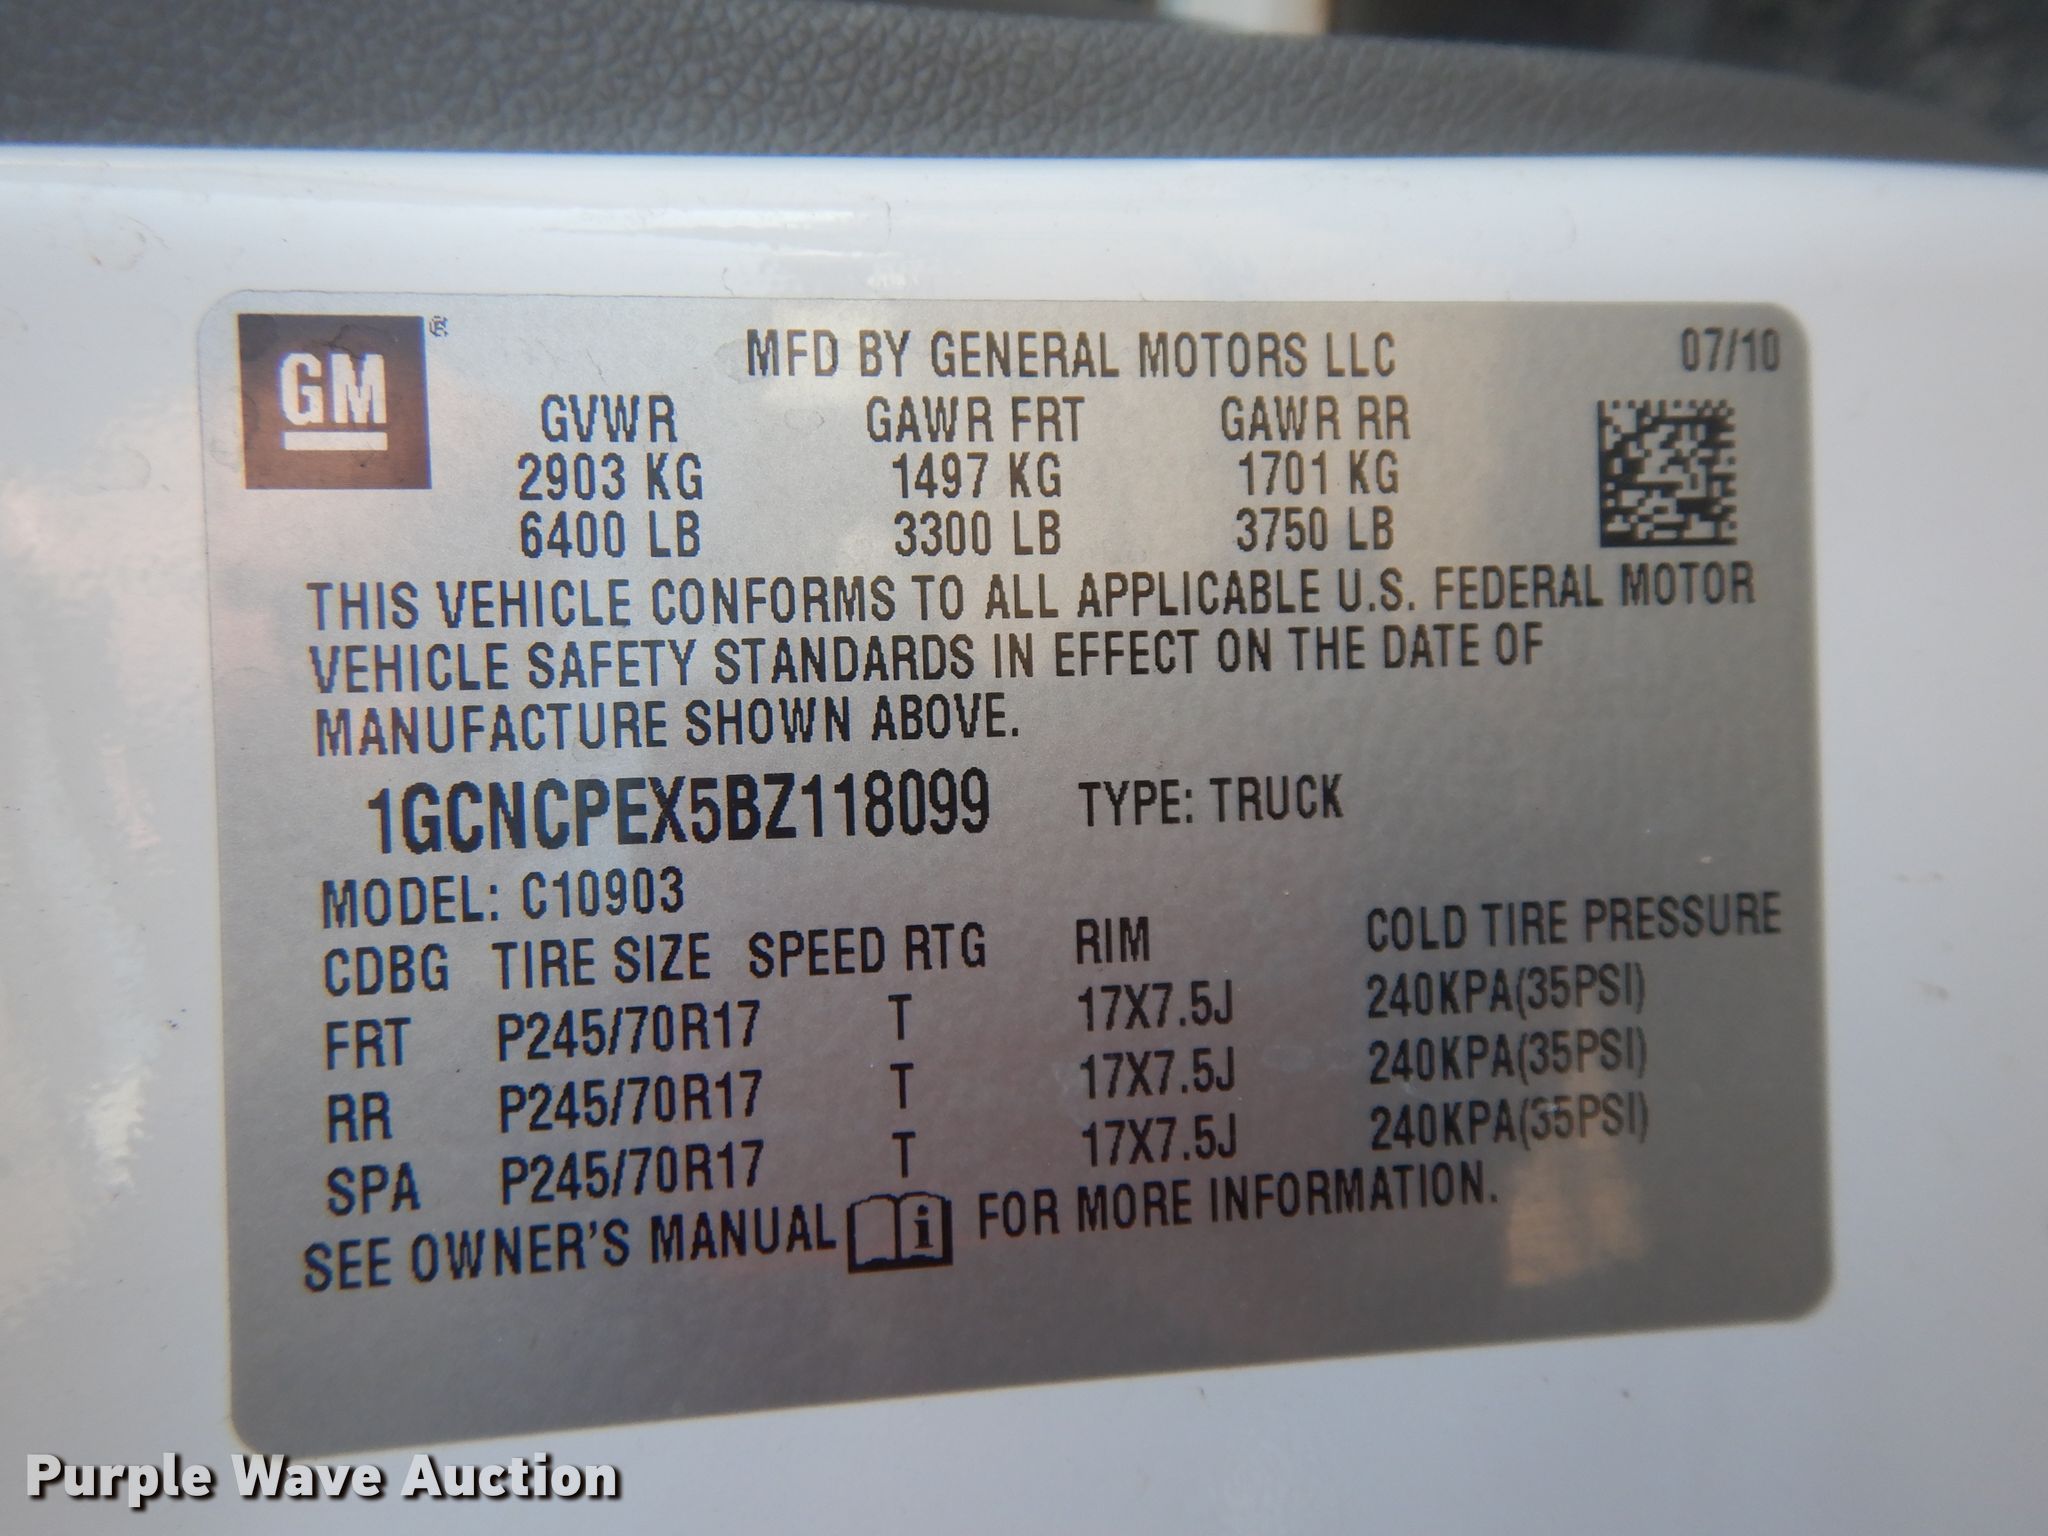 GM ®
MFD BY GENERAL MOTORS LLC 07/10
GVWR GAWR FRT GAWR RR
2903 KG 1497 KG 1701 KG
6400 LB 3300 LB 3750 LB
THIS VEHICLE CONFORMS TO ALL APPLICABLE U.S. FEDERAL MOTOR
VEHICLE SAFETY STANDARDS IN EFFECT ON THE DATE OF
MANUFACTURE SHOWN ABOVE.
1GCNCPEX5BZ118099 TYPE: TRUCK
MODEL: C10903
CDBG TIRE SIZE SPEED RTG RIM COLD TIRE PRESSURE
FRT P245/70R17 T 17X7.5J 240KPA(35PSI)
RR P245/70R17 T 17X7.5J 240KPA(35PSI)
SPA P245/70R17 T 17X7.5J 240KPA(35PSI)
SEE OWNER'S MANUAL i FOR MORE INFORMATION.
Purple Wave Auction